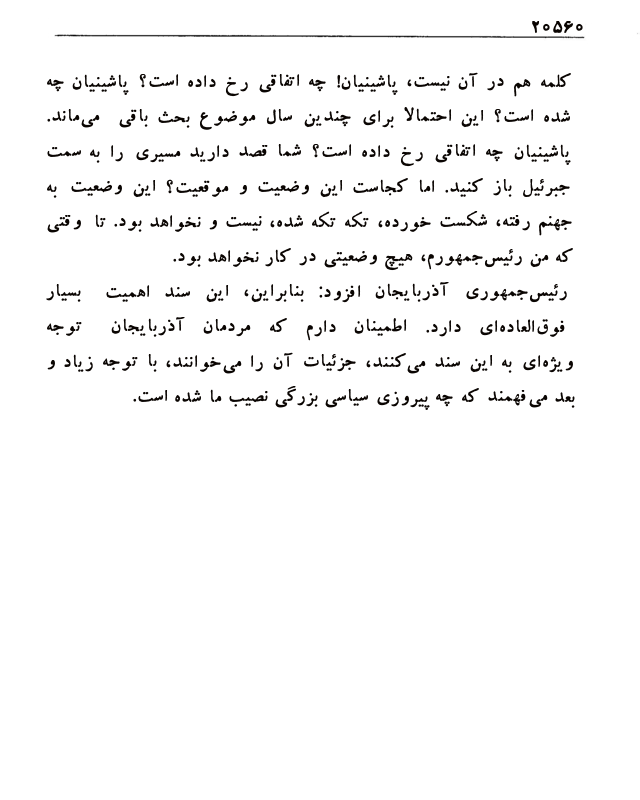 ۲۰۵۶۰
کلمه هم در آن نیست، پاشینیان! چه اتفاقی رخ داده است؟ پاشینیان چه
شده است؟ این احتمالا برای چندین سال موضوع بحث باقی می‌ماند.
پاشینیان چه اتفاقی رخ داده است؟ شما قصد دارید مسیری را به سمت
جبرئیل باز کنید. اما کجاست این وضعیت و موقعیت؟ این وضعیت به
جهنم رفته، شکست خورده، تکه تکه شده، نیست و نخواهد بود. تا وقتی
که من رئیس‌جمهورم، هیچ وضعیتی در کار نخواهد بود.
رئیس‌جمهوری آذربایجان افزود: بنابراین، این سند اهمیت بسیار
فوق‌العاده‌ای دارد. اطمینان دارم که مردمان آذربایجان توجه
ویژه‌ای به این سند می‌کنند، جزئیات آن را می‌خوانند، با توجه زیاد و
بعد می‌فهمند که چه پیروزی سیاسی بزرگی نصیب ما شده است.